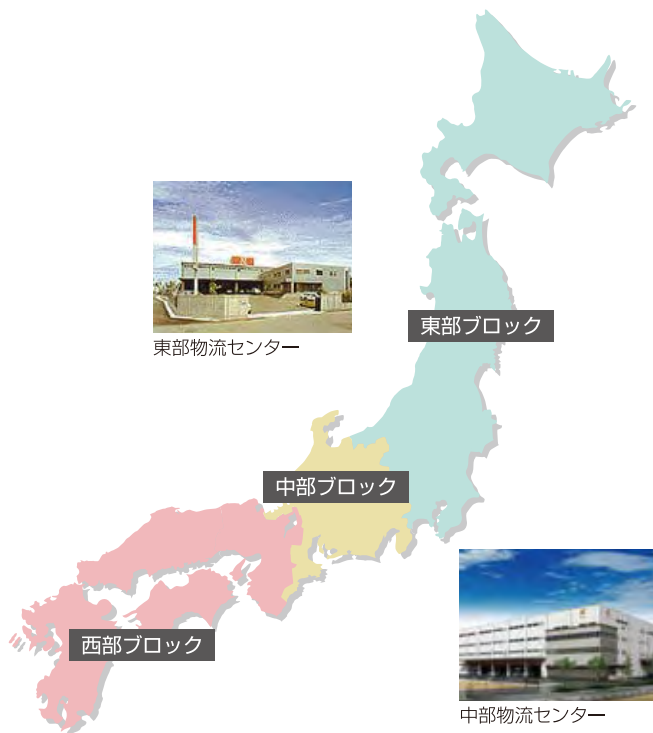 東部ブロック
東部物流センター
中部ブロック
西部ブロック
中部物流センター